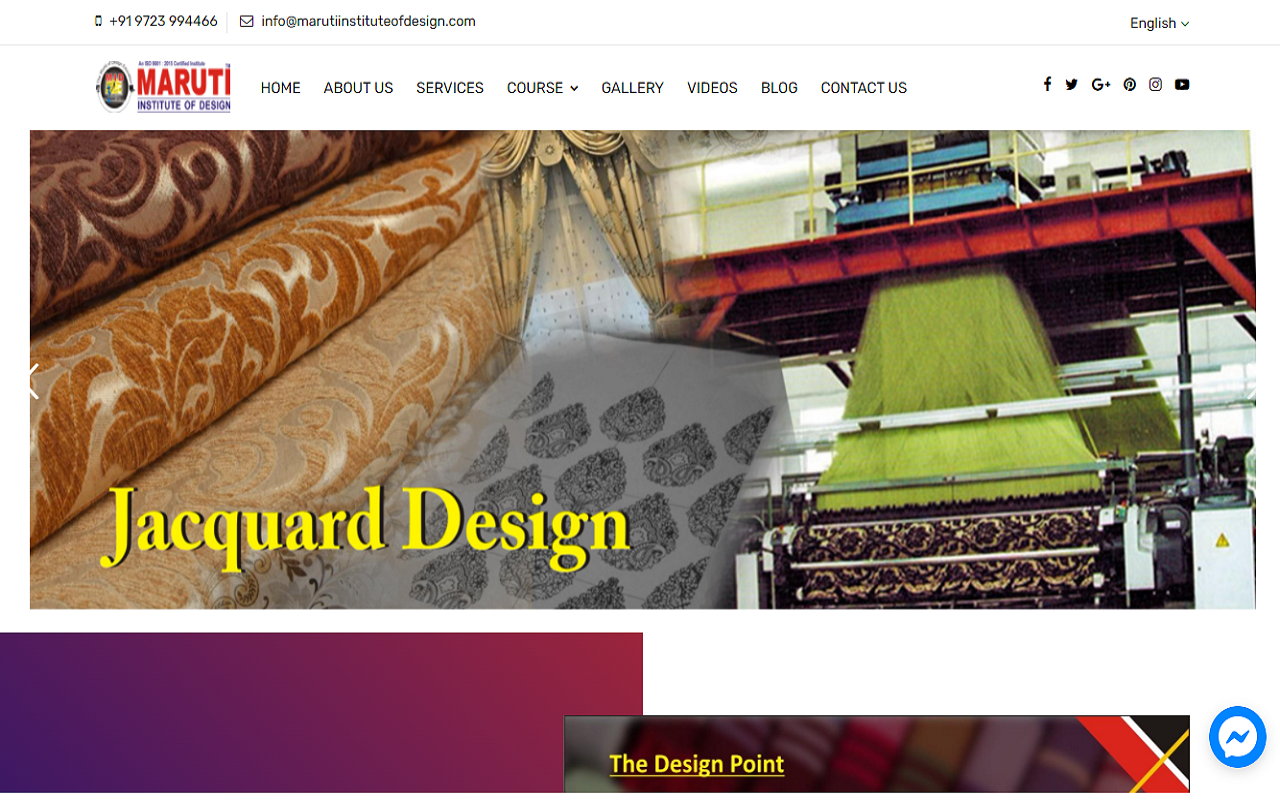 +91 9723 994466
info@marutiinstituteofdesign.com
English
An ISO 9001 : 2015 Certified Institute
MARUTI
INSTITUTE OF DESIGN
HOME
ABOUT US
SERVICES
COURSE
GALLERY
VIDEOS
BLOG
CONTACT US
Jacquard Design
The Design Point